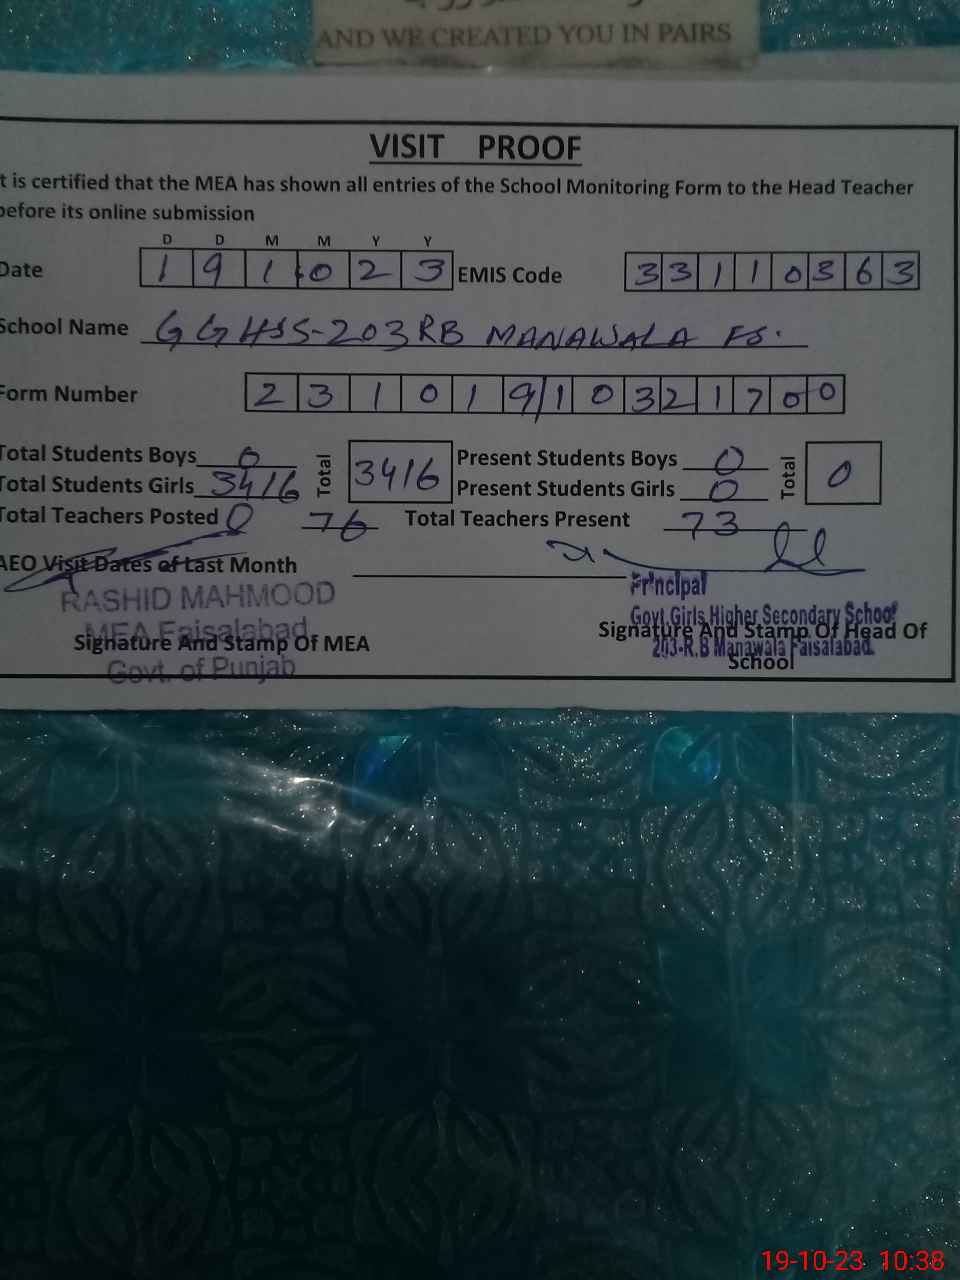 AND WE CREATED YOU IN PAIRS
VISIT PROOF
t is certified that the MEA has shown all entries of the School Monitoring Form to the Head Teacher
before its online submission
D D M M Y Y
Date 1 9 1 0 2 3 EMIS Code 3 3 1 1 0 3 6 3
School Name GGHSS-203RB MANAWALA FS.
Form Number 2 3 1 0 1 9 1 0 3 2 1 7 0 0
Total Students Boys 0 Total 3416 Present Students Boys 0 Total 0
Total Students Girls 3416 Present Students Girls 0
Total Teachers Posted 0 76 Total Teachers Present 73
AEO Visit Dates of Last Month
RASHID MAHMOOD
MEA Faisalabad
Signature And Stamp Of MEA
Govt. of Punjab
Principal
Govt.Girls Higher Secondary School
Signature And Stamp Of Head Of
203-R.B Manawala Faisalabad.
School
19-10-23 10:38